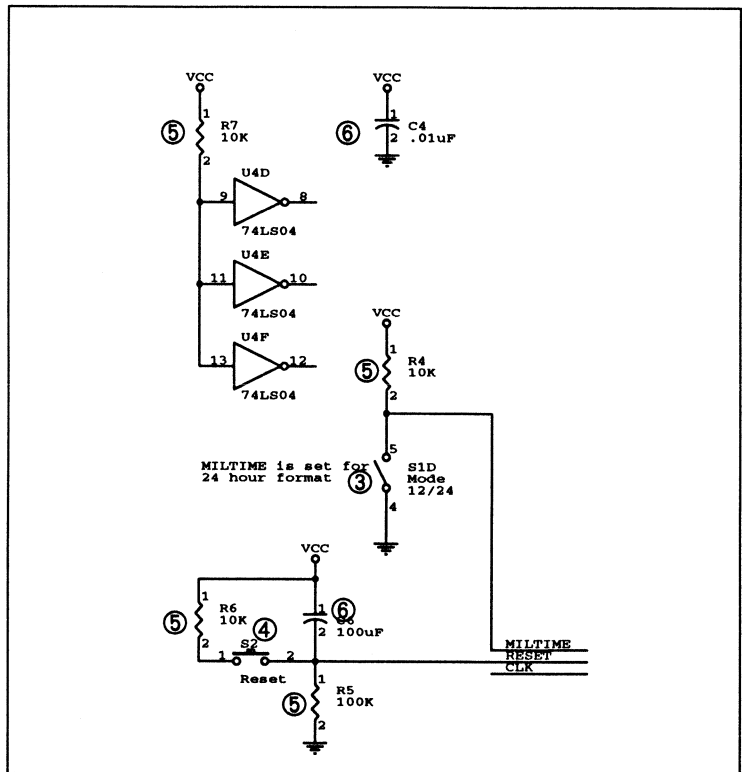 VCC
1
⑤
R7
10K
2
U4D
9
8
74LS04
U4E
11
10
74LS04
U4F
13
12
74LS04
VCC
1
⑥
C4
2
.01uF
VCC
1
⑤
R4
10K
2
5
MILTIME is set for
24 hour format
③
S1D
Mode
12/24
4
VCC
1
⑤
R6
10K
2
④
S2
1
2
Reset
1
⑥
2
100uF
1
⑤
R5
100K
2
MILTIME
RESET
CLK